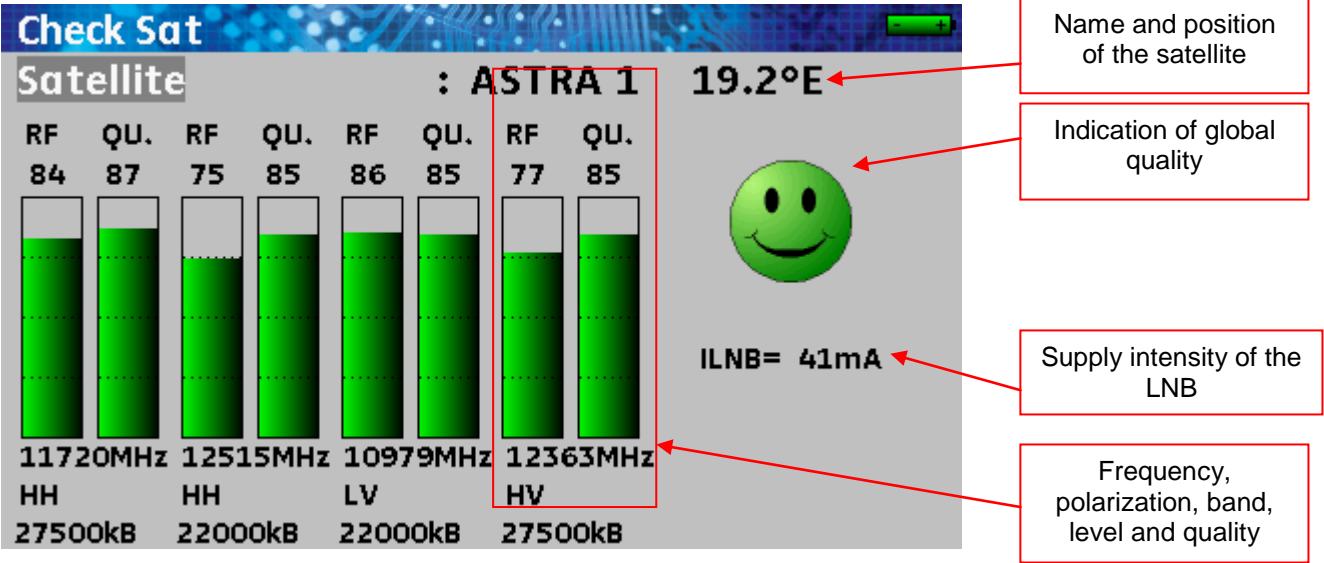 Check Sat
- +
Satellite : ASTRA 1 19.2°E
RF QU. RF QU. RF QU. RF QU.
84 87 75 85 86 85 77 85
ILNB= 41mA
11720MHz 12515MHz 10979MHz 12363MHz
HH HH LV HV
27500kB 22000kB 22000kB 27500kB
Name and position
of the satellite
Indication of global
quality
Supply intensity of the
LNB
Frequency,
polarization, band,
level and quality